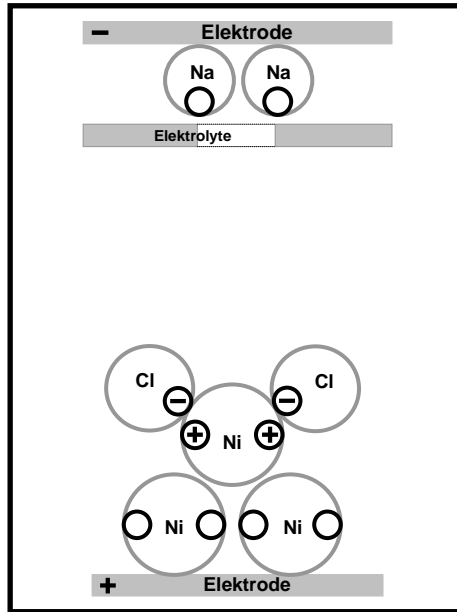 − Elektrode
Na Na
Elektrolyte
Cl Cl
− −
+ Ni +
Ni Ni
+ Elektrode